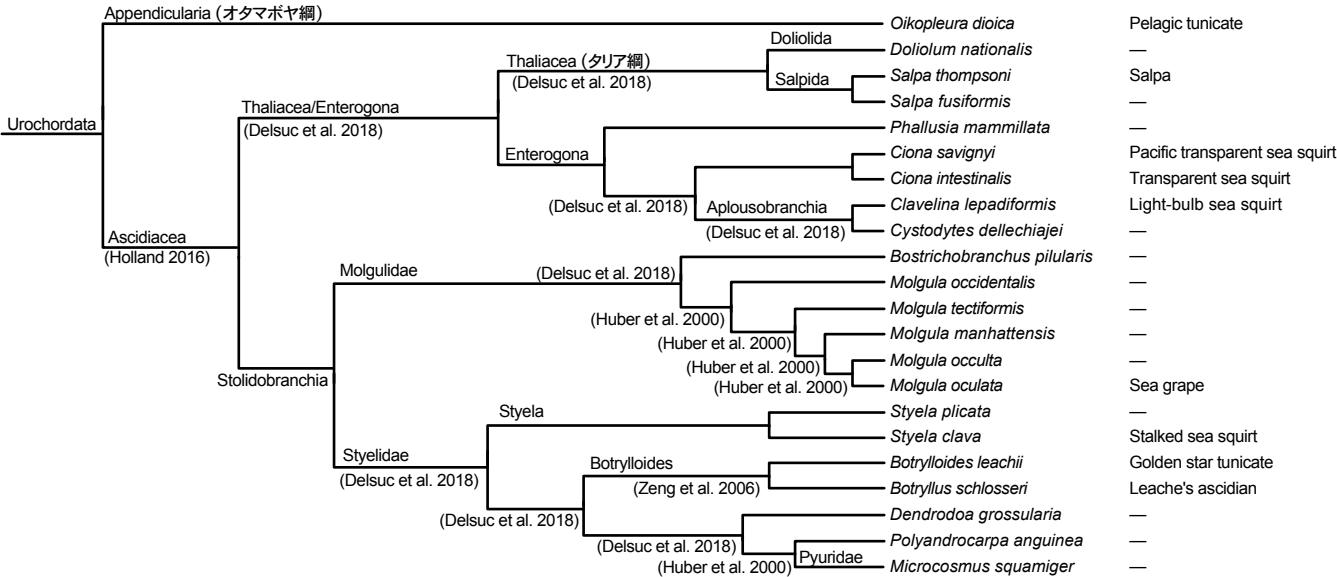 Appendicularia (オタマボヤ綱)
Oikopleura dioica Pelagic tunicate
Doliolida
Doliolum nationalis —
Thaliacea (タリア綱)
(Delsuc et al. 2018)
Salpida
Salpa thompsoni Salpa
Salpa fusiformis —
Thaliacea/Enterogona
(Delsuc et al. 2018)
Urochordata
Phallusia mammillata —
Enterogona
Ciona savignyi Pacific transparent sea squirt
Ciona intestinalis Transparent sea squirt
(Delsuc et al. 2018)
Aplousobranchia
(Delsuc et al. 2018)
Clavelina lepadiformis Light-bulb sea squirt
Cystodytes dellechiajei —
Ascidiacea
(Holland 2016)
Molgulidae
(Delsuc et al. 2018)
Bostrichobranchus pilularis —
Molgula occidentalis —
(Huber et al. 2000)
Molgula tectiformis —
(Huber et al. 2000)
Molgula manhattensis —
(Huber et al. 2000)
Molgula occulta —
(Huber et al. 2000)
Molgula oculata Sea grape
Stolidobranchia
Styela
Styela plicata —
Styela clava Stalked sea squirt
Styelidae
(Delsuc et al. 2018)
Botrylloides
(Zeng et al. 2006)
Botrylloides leachii Golden star tunicate
Botryllus schlosseri Leache's ascidian
(Delsuc et al. 2018)
Dendrodoa grossularia —
(Delsuc et al. 2018)
Polyandrocarpa anguinea —
(Huber et al. 2000)
Pyuridae
Microcosmus squamiger —